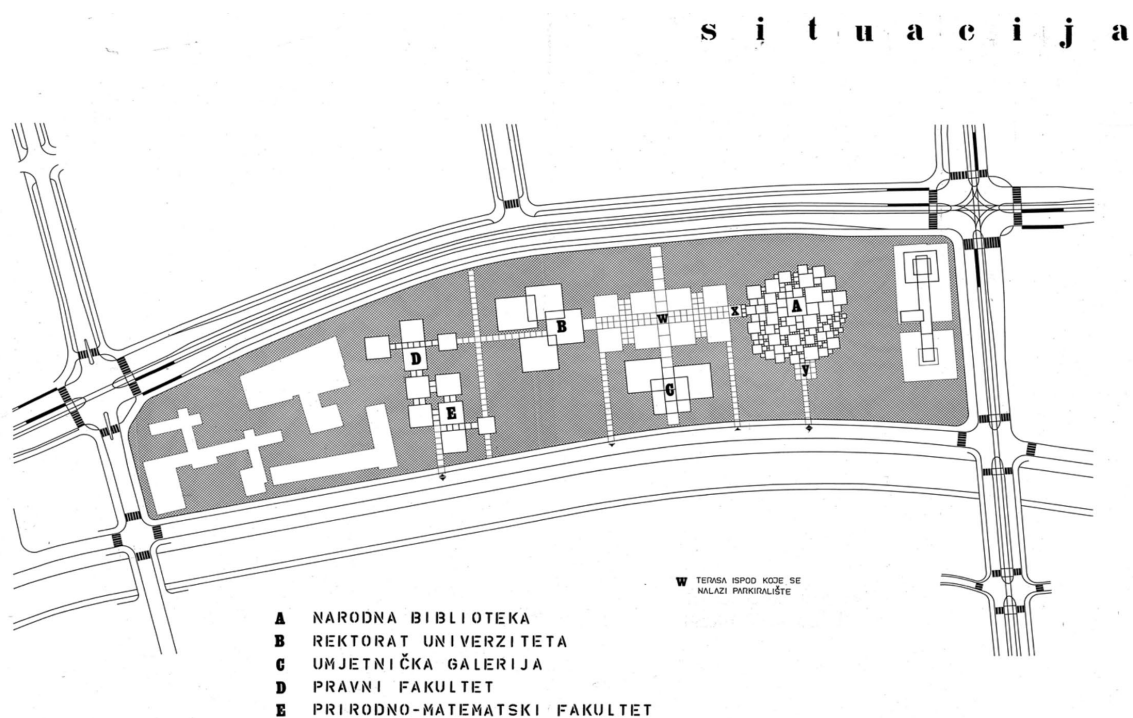 situacija
A
B
W
X
y
D
E
C
W TERASA ISPOD KOJE SE
NALAZI PARKIRALIŠTE
A NARODNA BIBLIOTEKA
B REKTORAT UNIVERZITETA
C UMJETNIČKA GALERIJA
D PRAVNI FAKULTET
E PRIRODNO-MATEMATSKI FAKULTET